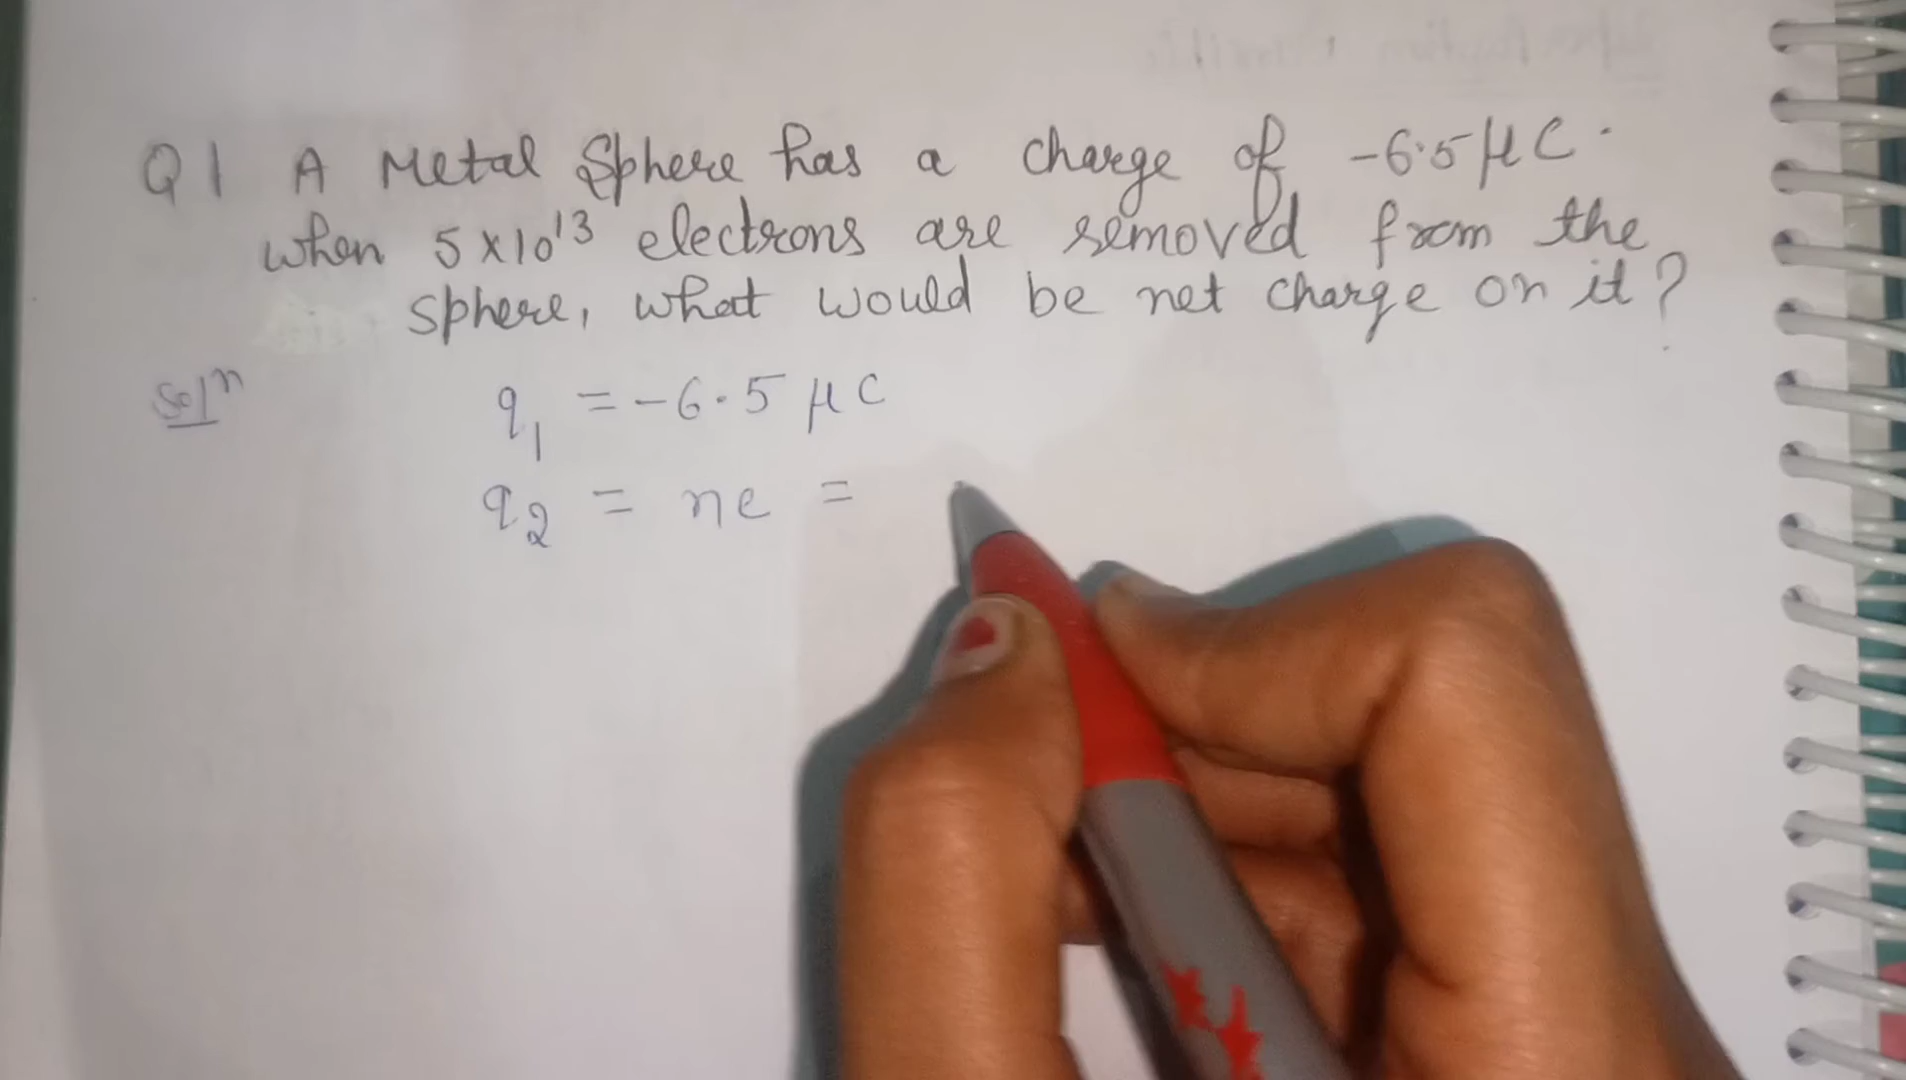 Q1 A Metal Sphere has a charge of -6.5 μC.
when 5×10¹³ electrons are removed from the
sphere, what would be net charge on it?
Solⁿ q₁ = -6.5 μC
q₂ = ne =